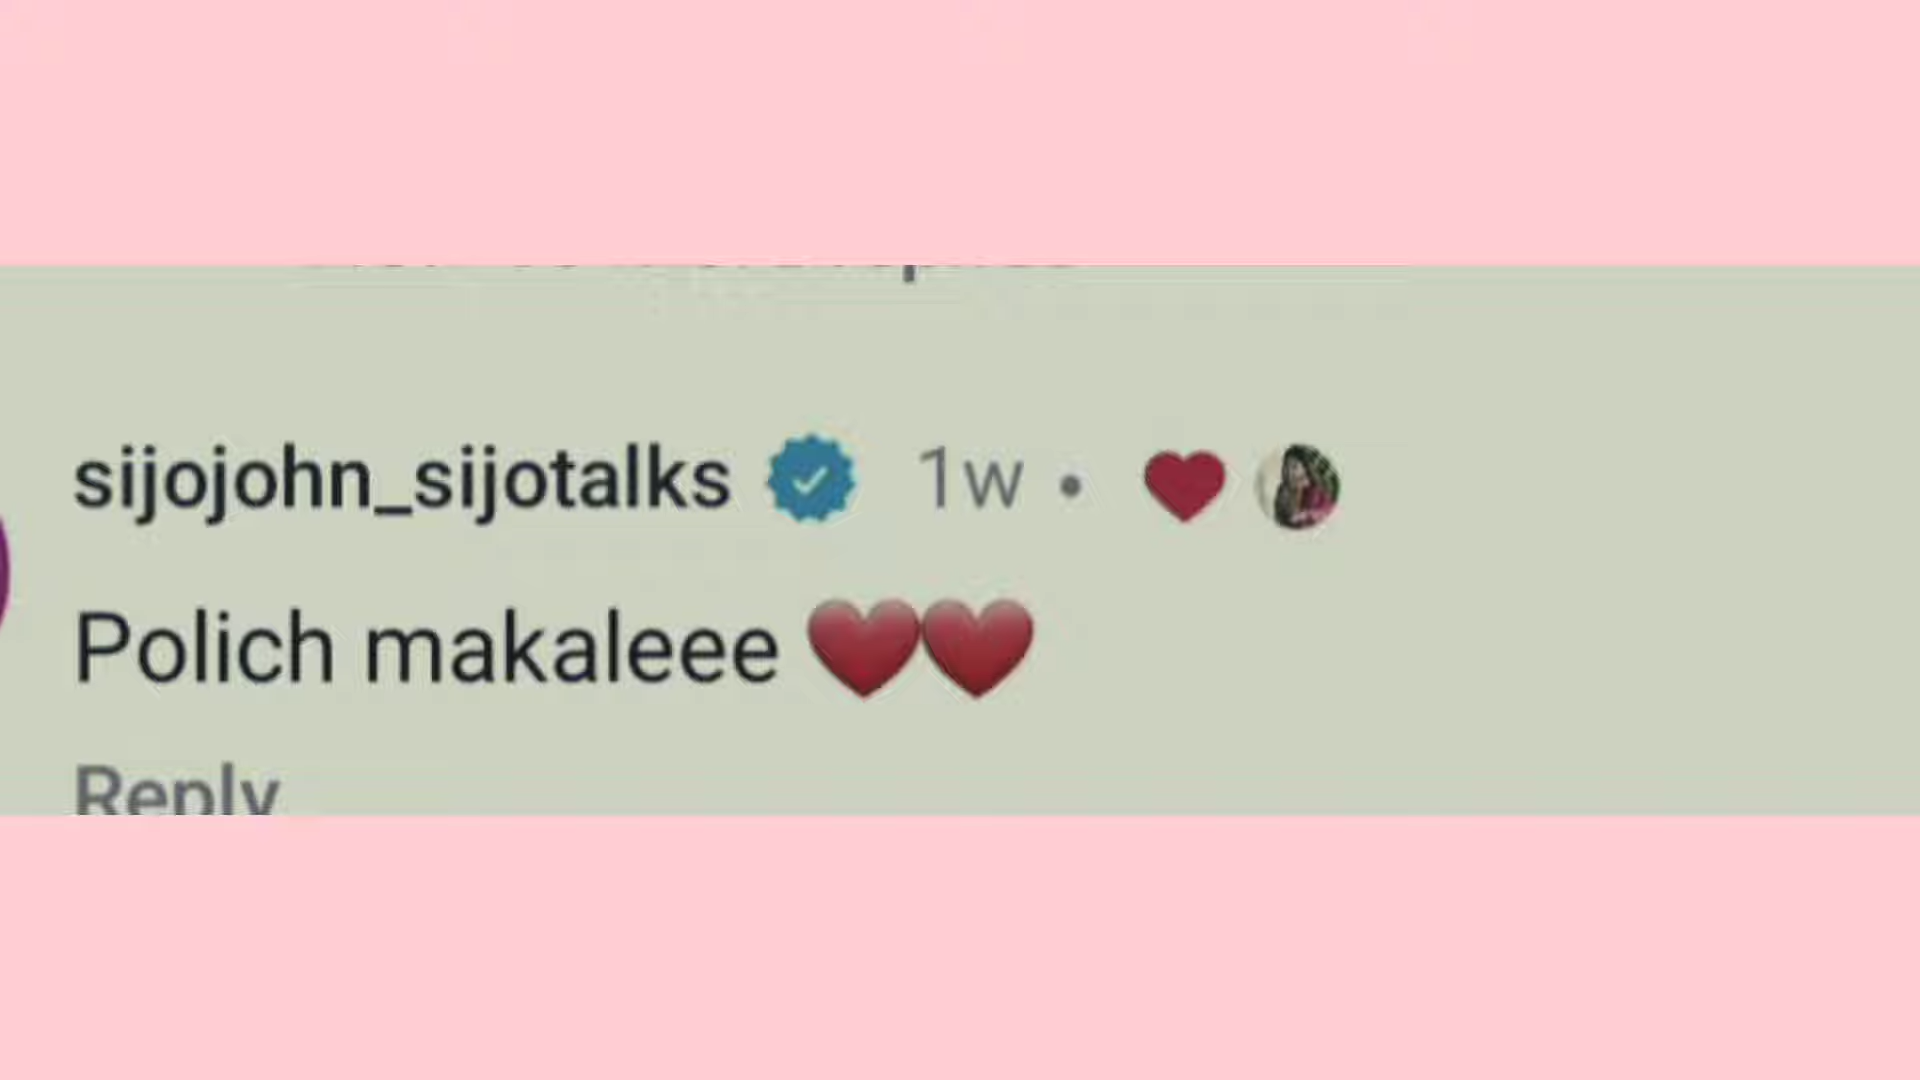 sijojohn_sijotalks 1w •
Polich makaleee ❤️❤️
Reply